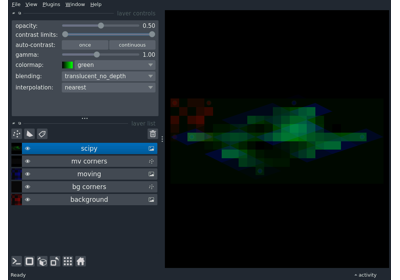 File View Plugins Window Help
layer controls
opacity: 0.50
contrast limits:
auto-contrast: once continuous
gamma: 1.00
colormap: green
blending: translucent_no_depth
interpolation: nearest
layer list
scipy
mv corners
moving
bg corners
background
Ready activity